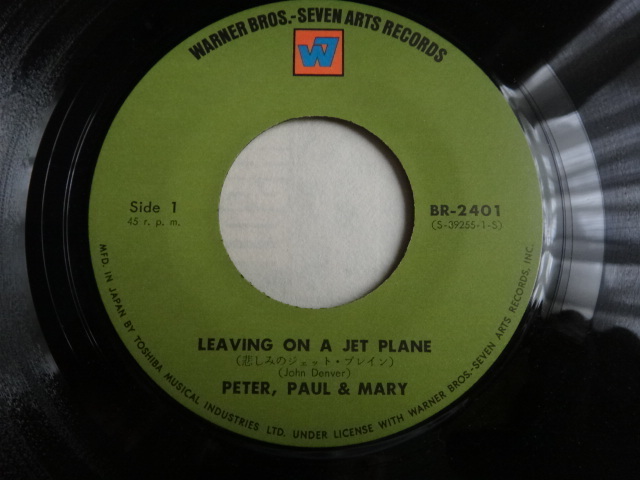 WARNER BROS.-SEVEN ARTS RECORDS
W7
Side 1
45 r. p. m.
BR-2401
(S-39255-1-S)
LEAVING ON A JET PLANE
(悲しみのジェット・プレイン)
(John Denver)
PETER, PAUL & MARY
MFD. IN JAPAN BY TOSHIBA MUSICAL INDUSTRIES LTD. UNDER LICENSE WITH WARNER BROS.-SEVEN ARTS RECORDS, INC.